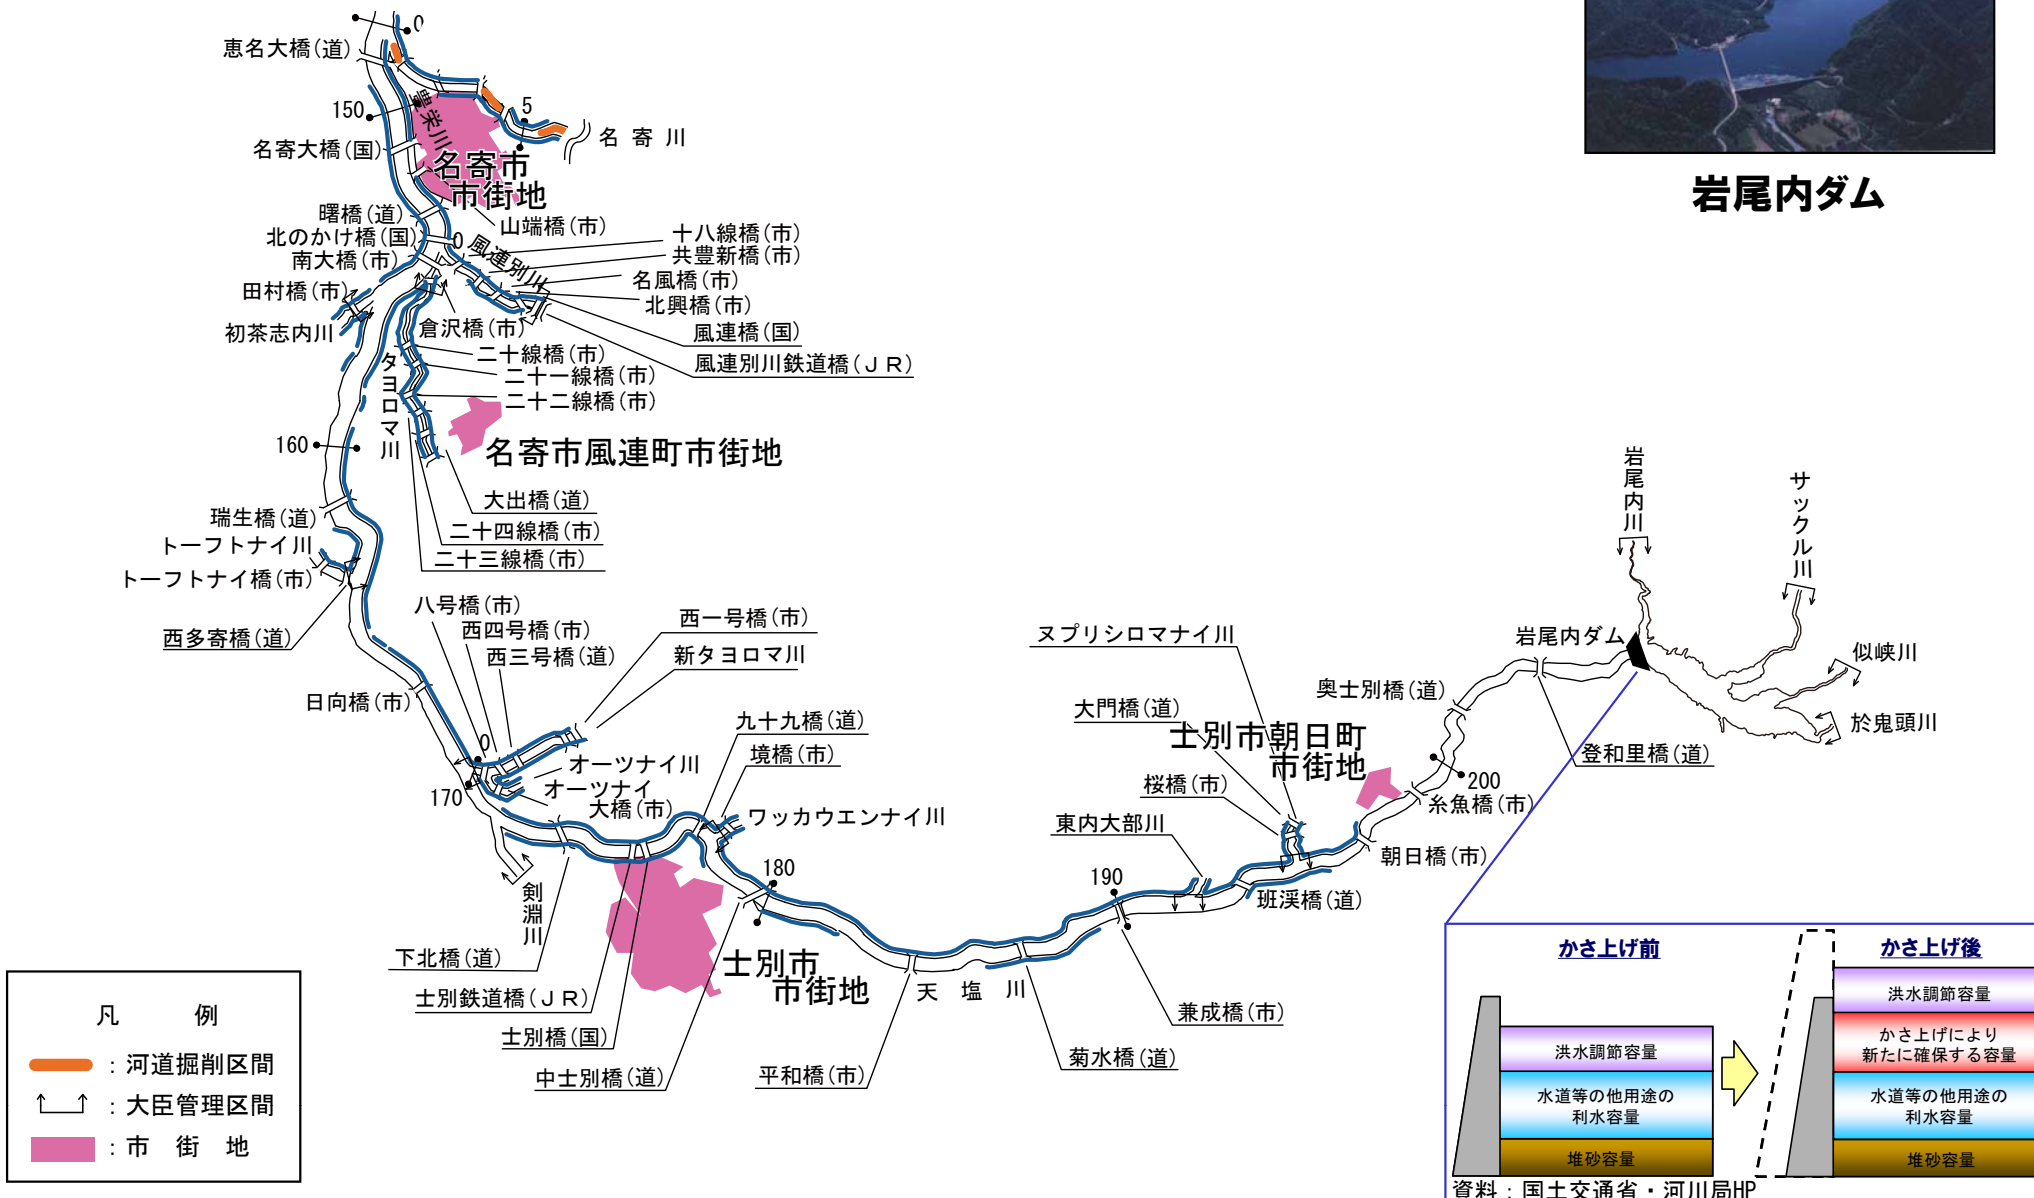 0
恵名大橋(道)
150
豊栄川
5
名寄川
名寄大橋(国)
名寄市
市街地
曙橋(道)
山端橋(市)
北のかけ橋(国)
0
風連別川
十八線橋(市)
共豊新橋(市)
南大橋(市)
名風橋(市)
田村橋(市)
北興橋(市)
初茶志内川
倉沢橋(市)
風連橋(国)
二十線橋(市)
風連別川鉄道橋(JR)
二十一線橋(市)
タヨロマ川
二十二線橋(市)
160
名寄市風連町市街地
大出橋(道)
瑞生橋(道)
二十四線橋(市)
トーフトナイ川
二十三線橋(市)
トーフトナイ橋(市)
八号橋(市)
西四号橋(市)
西一号橋(市)
西多寄橋(道)
西三号橋(道)
新タヨロマ川
日向橋(市)
九十九橋(道)
0
境橋(市)
オーツナイ川
170
オーツナイ
大橋(市)
ワッカウエンナイ川
剣淵川
180
下北橋(道)
士別市
市街地
士別鉄道橋(JR)
士別橋(国)
中士別橋(道)
天塩川
平和橋(市)
菊水橋(道)
兼成橋(市)
190
東内大部川
班渓橋(道)
桜橋(市)
大門橋(道)
ヌプリシロマナイ川
士別市朝日町
市街地
朝日橋(市)
糸魚橋(市)
200
奥士別橋(道)
登和里橋(道)
岩尾内ダム
岩尾内川
サックル川
似峡川
於鬼頭川
岩尾内ダム
凡例
:河道掘削区間
:大臣管理区間
:市街地
かさ上げ前
洪水調節容量
水道等の他用途の
利水容量
堆砂容量
かさ上げ後
洪水調節容量
かさ上げにより
新たに確保する容量
水道等の他用途の
利水容量
堆砂容量
資料:国土交通省・河川局HP